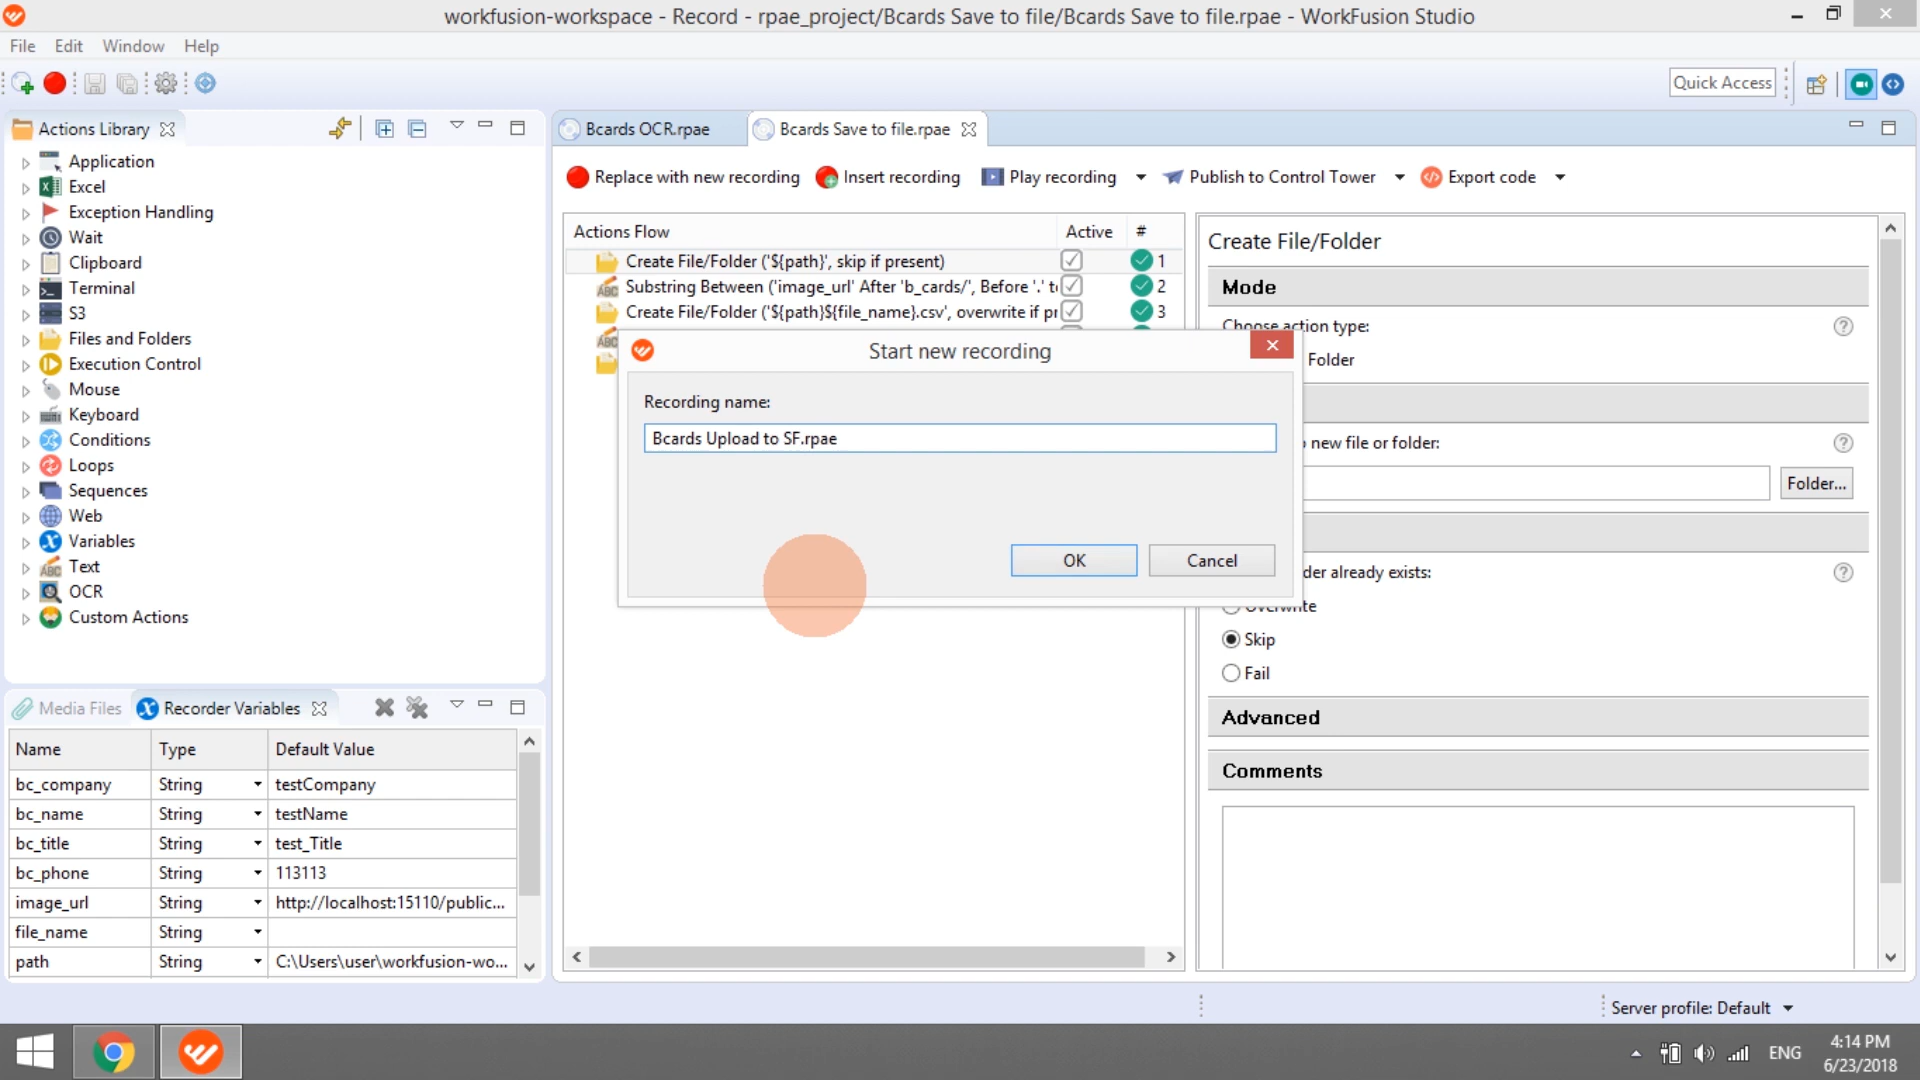 workfusion-workspace - Record - rpae_project/Bcards Save to file/Bcards Save to file.rpae - WorkFusion Studio
File Edit Window Help
Quick Access
Actions Library
Application
Excel
Exception Handling
Wait
Clipboard
Terminal
S3
Files and Folders
Execution Control
Mouse
Keyboard
Conditions
Loops
Sequences
Web
Variables
Text
OCR
Custom Actions
Media Files Recorder Variables
Name Type Default Value
bc_company String testCompany
bc_name String testName
bc_title String test_Title
bc_phone String 113113
image_url String http://localhost:15110/public...
file_name String
path String C:\Users\user\workfusion-wo...
Bcards OCR.rpae Bcards Save to file.rpae
Replace with new recording Insert recording Play recording Publish to Control Tower Export code
Actions Flow Active #
Create File/Folder ('${path}', skip if present) 1
Substring Between ('image_url' After 'b_cards/', Before '.' t 2
Create File/Folder ('${path}${file_name}.csv', overwrite if pr 3
Start new recording
Recording name:
Bcards Upload to SF.rpae
OK Cancel
Create File/Folder
Mode
Choose action type:
Folder
new file or folder:
Folder...
der already exists:
Overwrite
Skip
Fail
Advanced
Comments
Server profile: Default
ENG
4:14 PM
6/23/2018